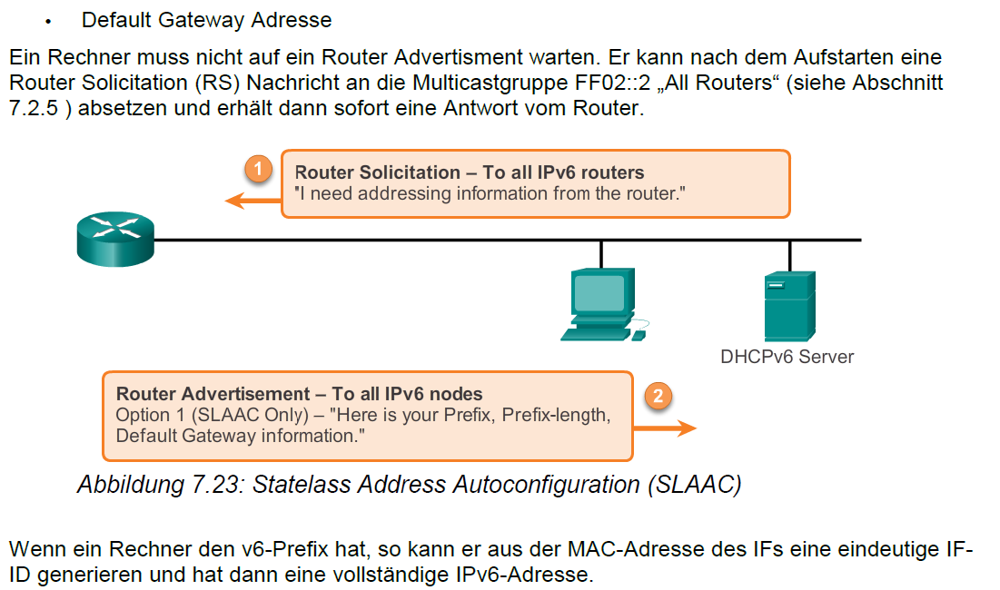 • Default Gateway Adresse
Ein Rechner muss nicht auf ein Router Advertisment warten. Er kann nach dem Aufstarten eine
Router Solicitation (RS) Nachricht an die Multicastgruppe FF02::2 „All Routers“ (siehe Abschnitt
7.2.5 ) absetzen und erhält dann sofort eine Antwort vom Router.
1
Router Solicitation – To all IPv6 routers
"I need addressing information from the router."
DHCPv6 Server
Router Advertisement – To all IPv6 nodes
Option 1 (SLAAC Only) – "Here is your Prefix, Prefix-length,
Default Gateway information."
2
Abbildung 7.23: Statelass Address Autoconfiguration (SLAAC)
Wenn ein Rechner den v6-Prefix hat, so kann er aus der MAC-Adresse des IFs eine eindeutige IF-
ID generieren und hat dann eine vollständige IPv6-Adresse.